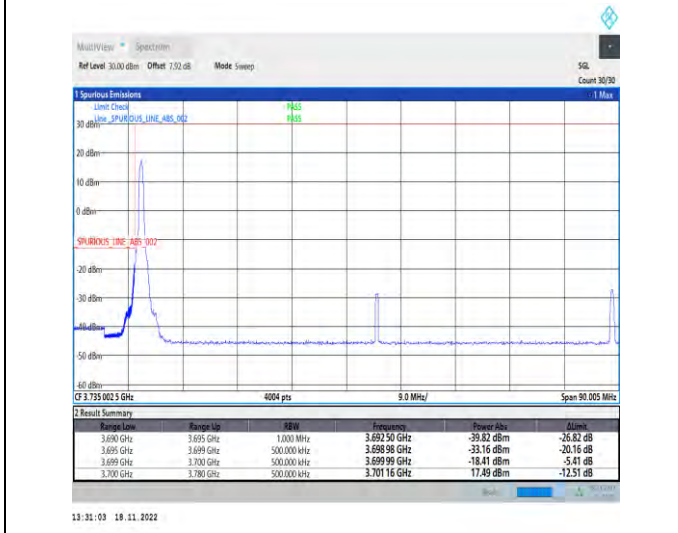 MultiView Spectrum
Ref Level 30.00 dBm Offset 7.92 dB Mode Sweep SGL
Count 30/30
1 Spurious Emissions 1 Max
Limit Check PASS
Line _SPURIOUS_LINE_ABS_002 PASS
30 dBm
20 dBm
10 dBm
0 dBm
_SPURIOUS_LINE_ABS_002
-20 dBm
-30 dBm
-40 dBm
-50 dBm
-60 dBm
CF 3.735 002 5 GHz 4004 pts 9.0 MHz/ Span 90.005 MHz
2 Result Summary
Range Low Range Up RBW Frequency Power Abs ΔLimit
3.690 GHz 3.695 GHz 1.000 MHz 3.692 50 GHz -39.82 dBm -26.82 dB
3.695 GHz 3.699 GHz 500.000 kHz 3.698 98 GHz -33.16 dBm -20.16 dB
3.699 GHz 3.700 GHz 500.000 kHz 3.699 99 GHz -18.41 dBm -5.41 dB
3.700 GHz 3.780 GHz 500.000 kHz 3.701 16 GHz 17.49 dBm -12.51 dB
13:31:03 18.11.2022